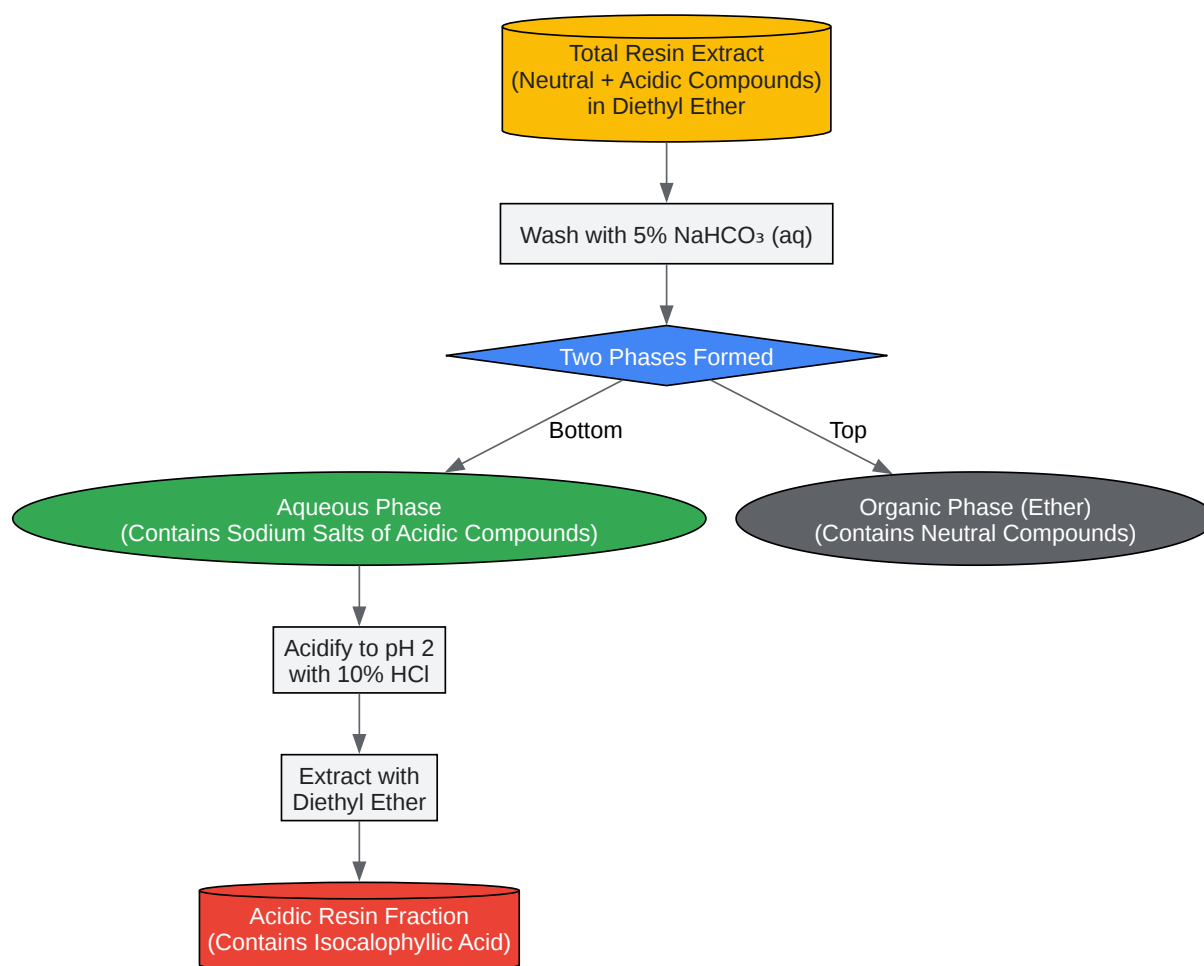 Total Resin Extract
(Neutral + Acidic Compounds)
in Diethyl Ether
Wash with 5% NaHCO₃ (aq)
Two Phases Formed
Bottom
Top
Aqueous Phase
(Contains Sodium Salts of Acidic Compounds)
Organic Phase (Ether)
(Contains Neutral Compounds)
Acidify to pH 2
with 10% HCl
Extract with
Diethyl Ether
Acidic Resin Fraction
(Contains Isocalophyllic Acid)